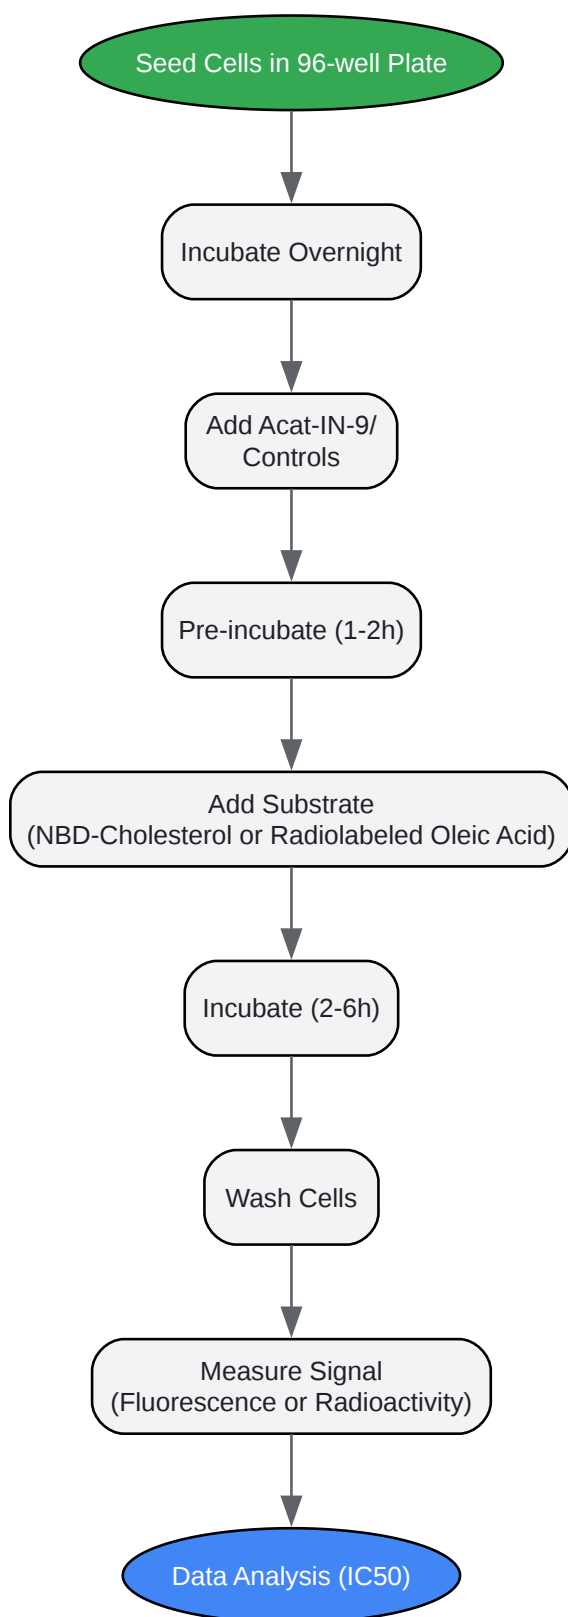 Seed Cells in 96-well Plate
Incubate Overnight
Add Acat-IN-9/
Controls
Pre-incubate (1-2h)
Add Substrate
(NBD-Cholesterol or Radiolabeled Oleic Acid)
Incubate (2-6h)
Wash Cells
Measure Signal
(Fluorescence or Radioactivity)
Data Analysis (IC50)